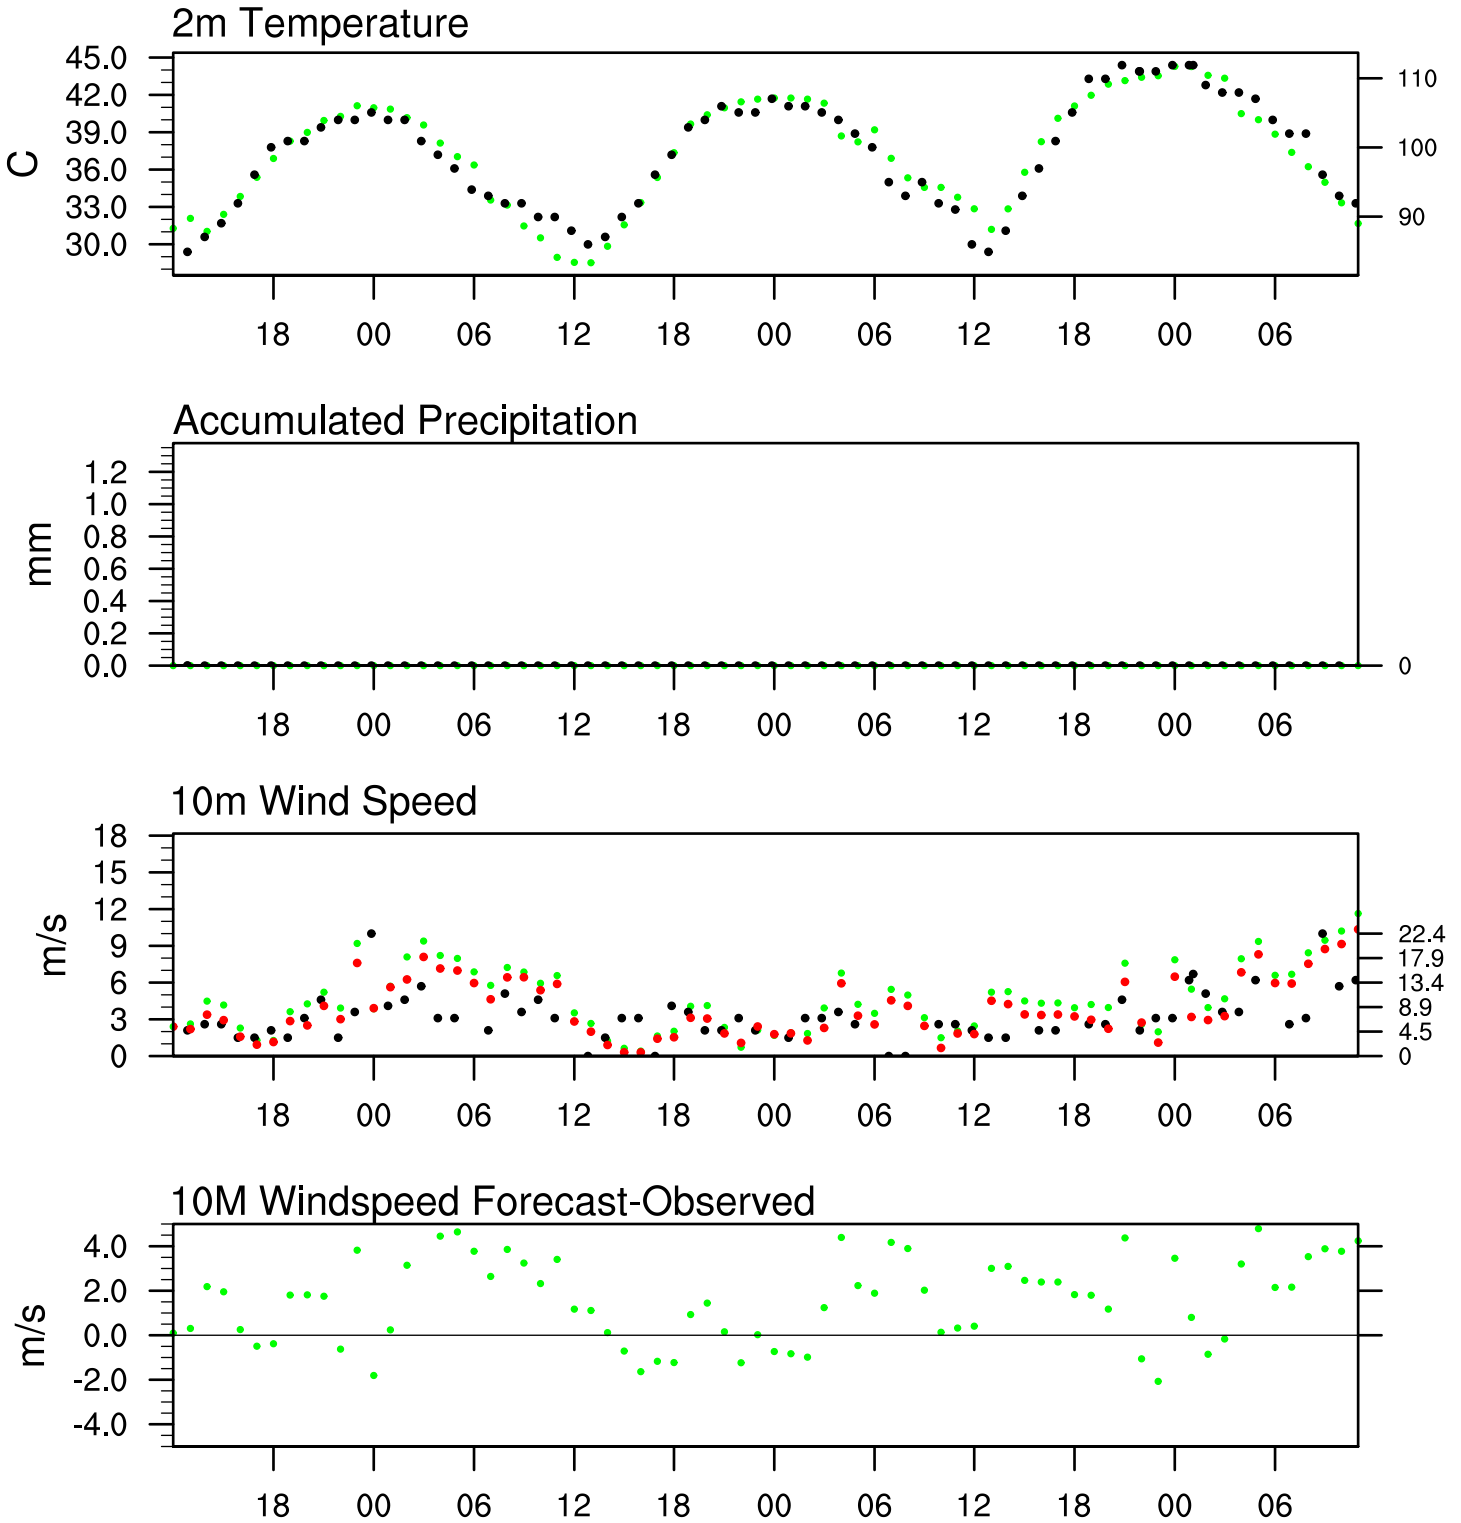 2m Temperature
45.0
42.0
39.0
36.0
33.0
30.0
C
110
100
90
18 00 06 12 18 00 06 12 18 00 06
Accumulated Precipitation
1.2
1.0
0.8
0.6
0.4
0.2
0.0
mm
0
18 00 06 12 18 00 06 12 18 00 06
10m Wind Speed
18
15
12
9
6
3
0
m/s
22.4
17.9
13.4
8.9
4.5
0
18 00 06 12 18 00 06 12 18 00 06
10M Windspeed Forecast-Observed
4.0
2.0
0.0
-2.0
-4.0
m/s
18 00 06 12 18 00 06 12 18 00 06